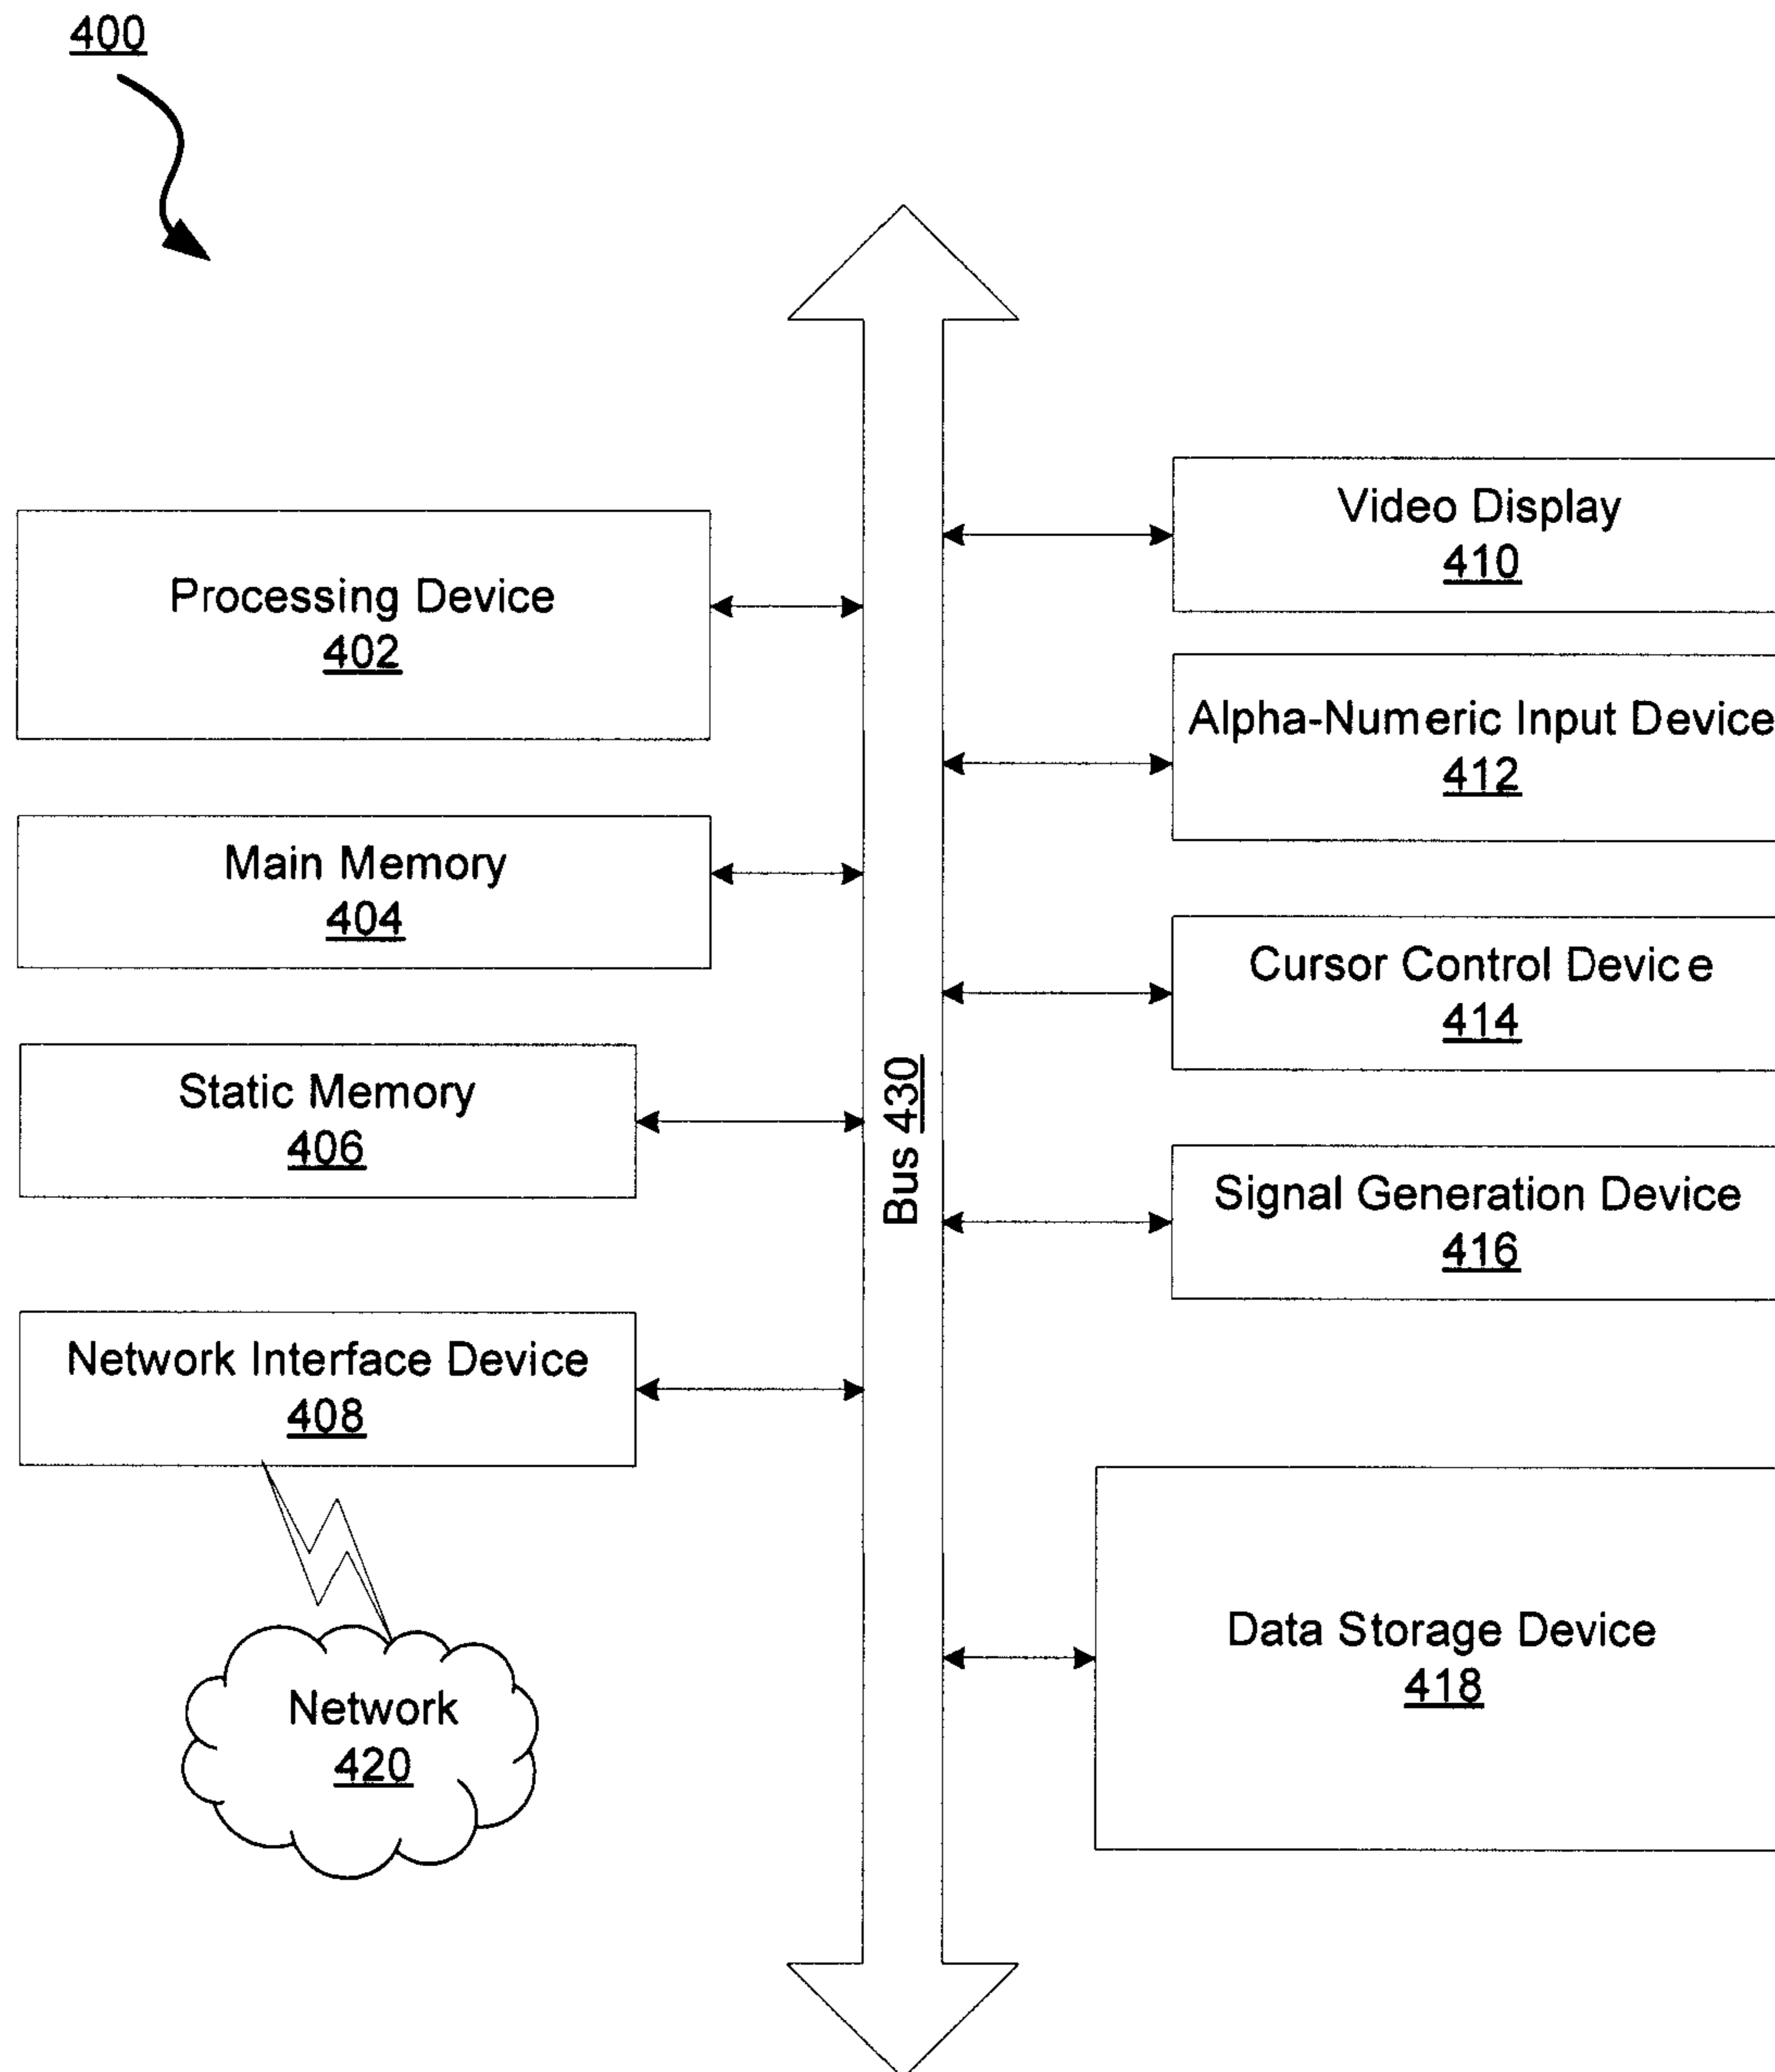 400
Processing Device
402
Main Memory
404
Static Memory
406
Network Interface Device
408
Network
420
Bus 430
Video Display
410
Alpha-Numeric Input Device
412
Cursor Control Device
414
Signal Generation Device
416
Data Storage Device
418